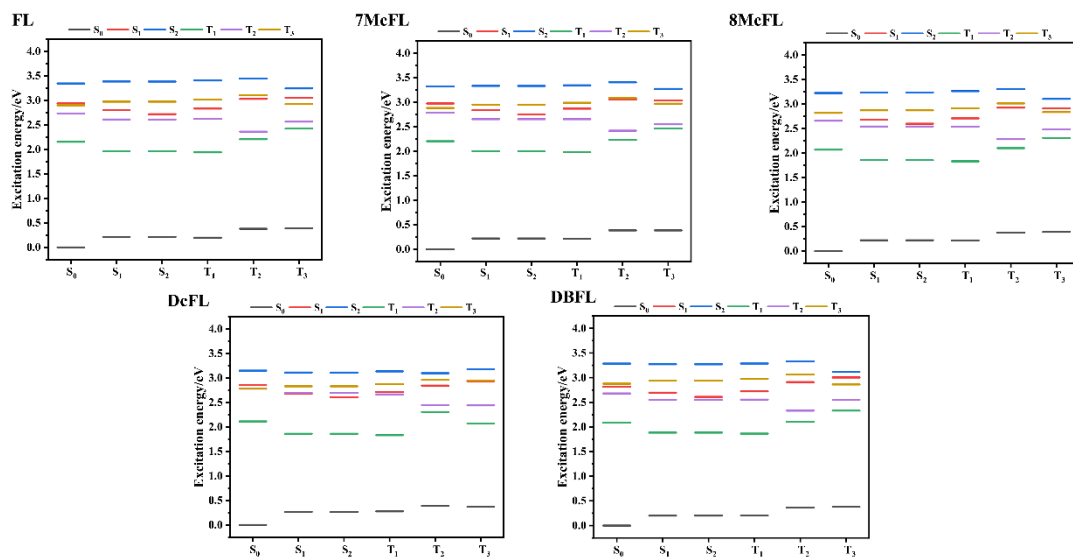 FL
S₀ S₁ S₂ T₁ T₂ T₃
Excitation energy/eV
4.0
3.5
3.0
2.5
2.0
1.5
1.0
0.5
0.0
S₀ S₁ S₂ T₁ T₂ T₃
7McFL
S₀ S₁ S₂ T₁ T₂ T₃
Excitation energy/eV
4.0
3.5
3.0
2.5
2.0
1.5
1.0
0.5
0.0
S₀ S₁ S₂ T₁ T₂ T₃
8McFL
S₀ S₁ S₂ T₁ T₂ T₃
Excitation energy/eV
4.0
3.5
3.0
2.5
2.0
1.5
1.0
0.5
0.0
S₀ S₁ S₂ T₁ T₂ T₃
DcFL
S₀ S₁ S₂ T₁ T₂ T₃
Excitation energy/eV
4.0
3.5
3.0
2.5
2.0
1.5
1.0
0.5
0.0
S₀ S₁ S₂ T₁ T₂ T₃
DBFL
S₀ S₁ S₂ T₁ T₂ T₃
Excitation energy/eV
4.0
3.5
3.0
2.5
2.0
1.5
1.0
0.5
0.0
S₀ S₁ S₂ T₁ T₂ T₃